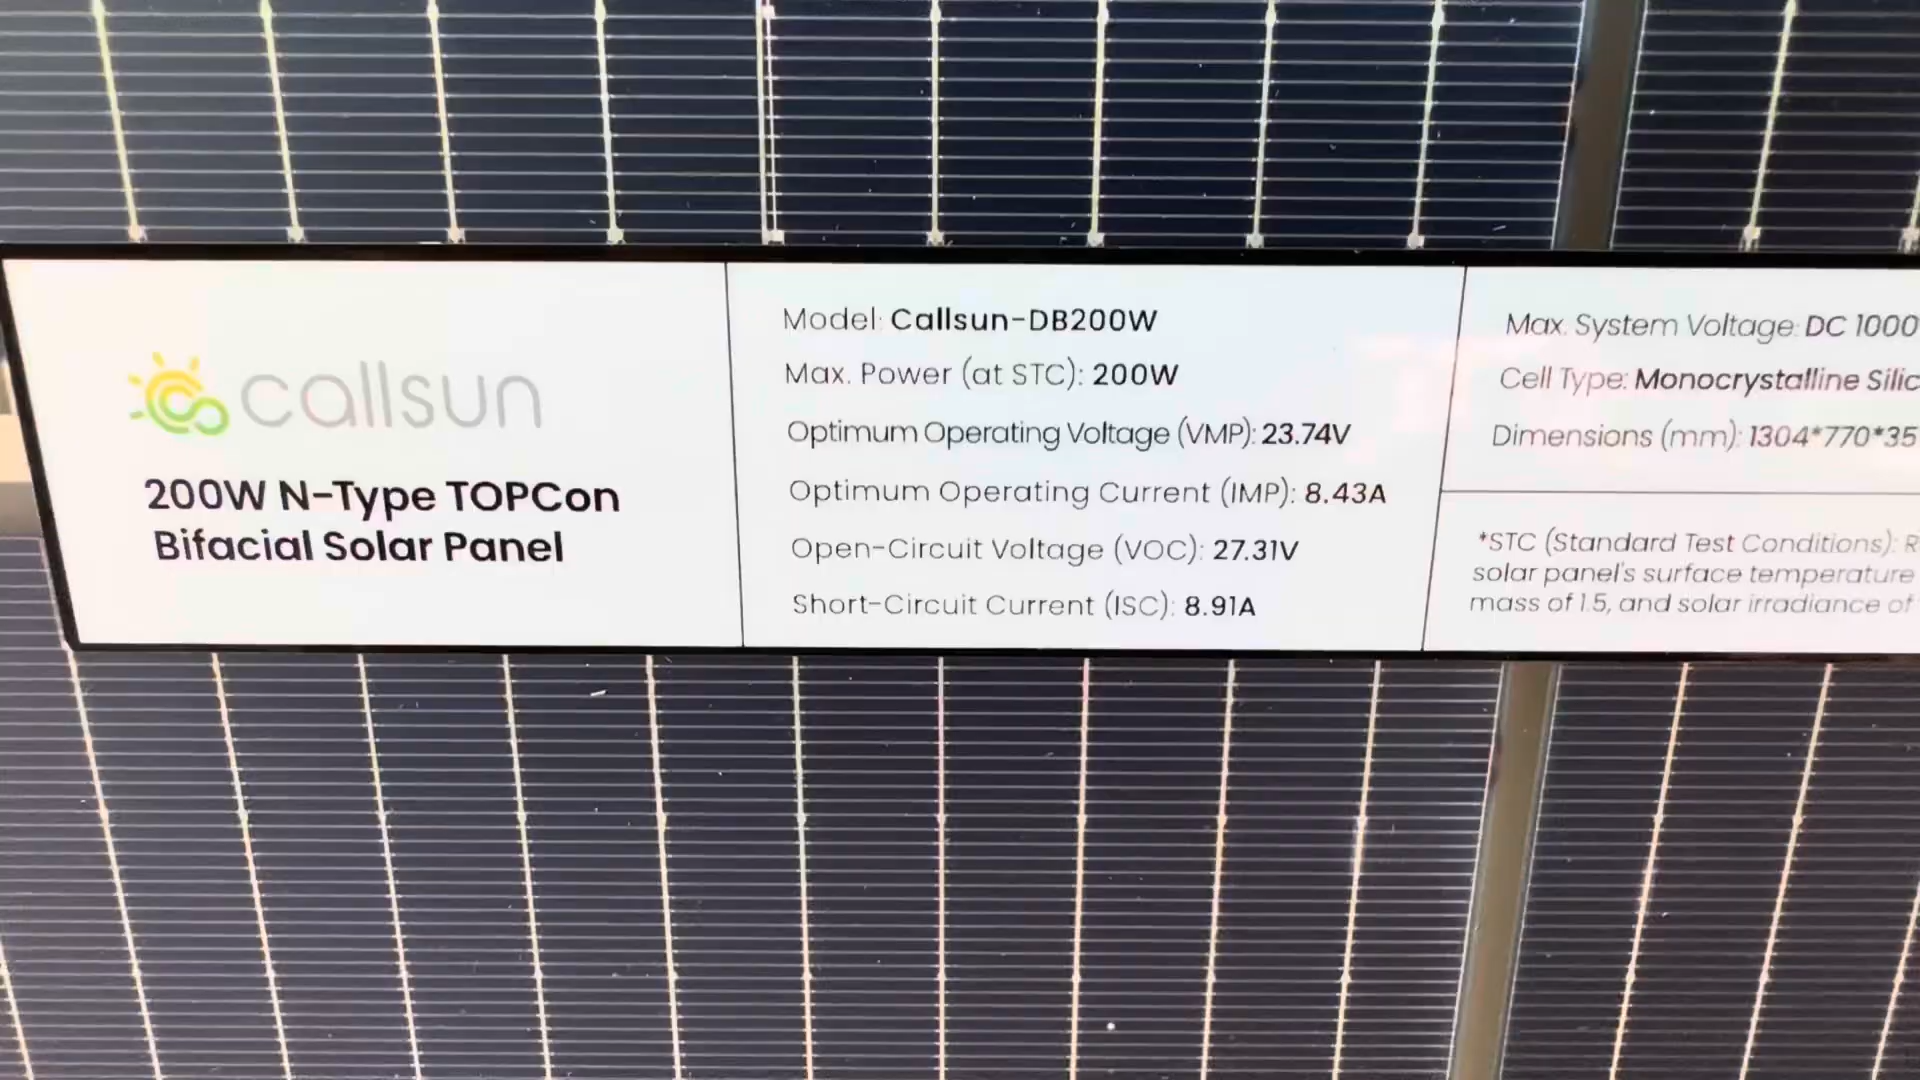 callsun
200W N-Type TOPCon
Bifacial Solar Panel
Model: Callsun-DB200W
Max. Power (at STC): 200W
Optimum Operating Voltage (VMP): 23.74V
Optimum Operating Current (IMP): 8.43A
Open-Circuit Voltage (VOC): 27.31V
Short-Circuit Current (ISC): 8.91A
Max. System Voltage: DC 1000
Cell Type: Monocrystalline Silic
Dimensions (mm): 1304*770*35
*STC (Standard Test Conditions): R
solar panel's surface temperature
mass of 1.5, and solar irradiance of